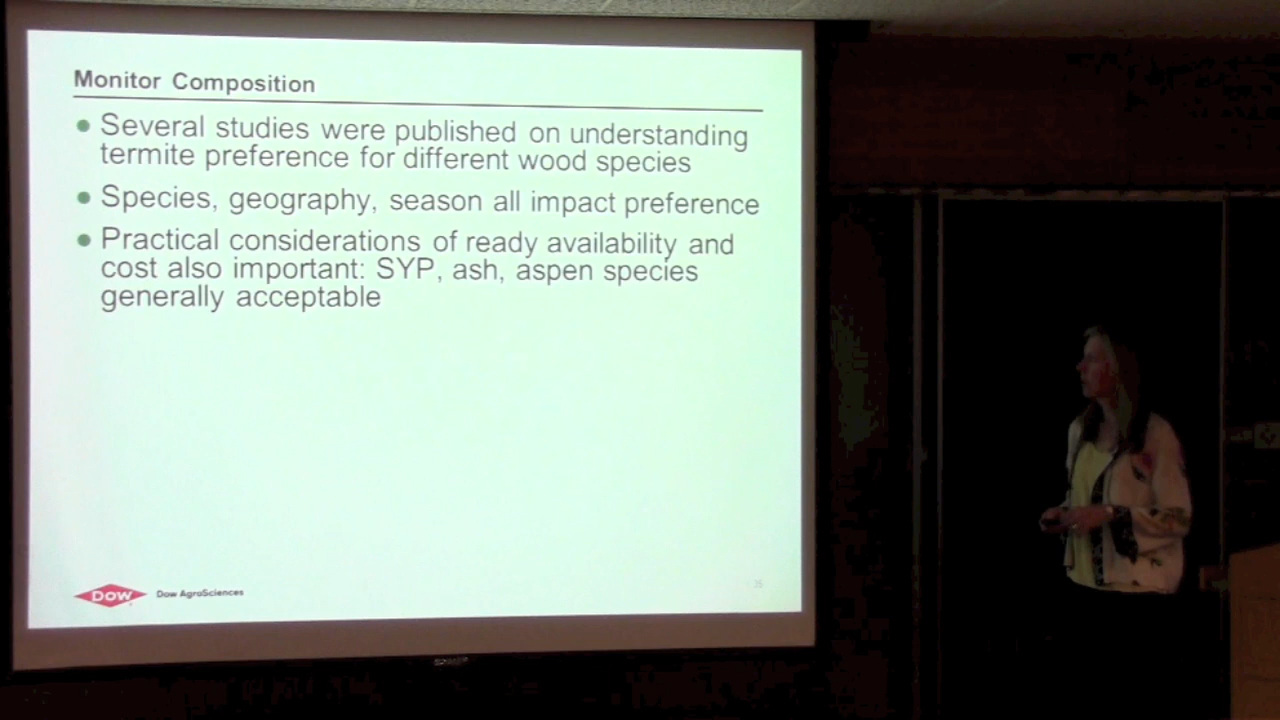 Monitor Composition
Several studies were published on understanding
termite preference for different wood species
Species, geography, season all impact preference
Practical considerations of ready availability and
cost also important: SYP, ash, aspen species
generally acceptable
DOW Dow AgroSciences